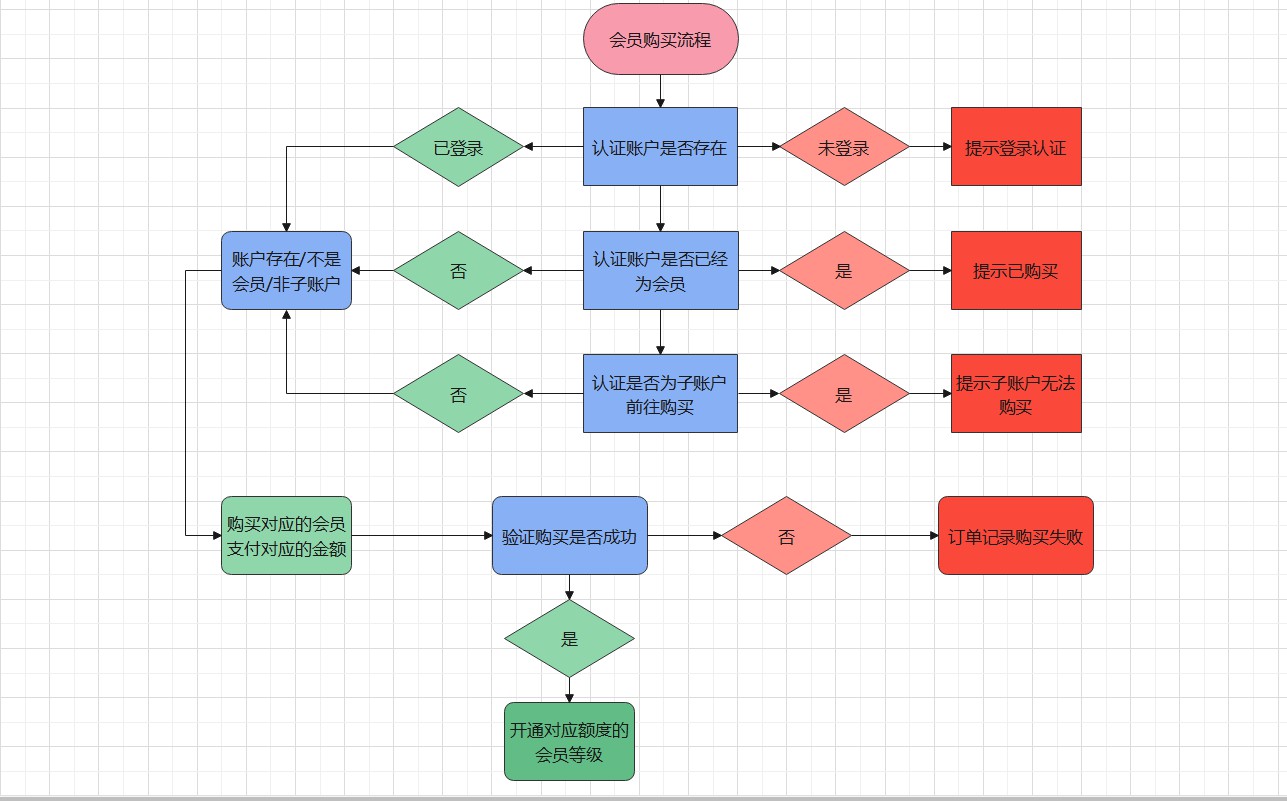 会员购买流程
已登录
认证账户是否存在
未登录
提示登录认证
账户存在/不是
会员/非子账户
否
认证账户是否已经
为会员
是
提示已购买
否
认证是否为子账户
前往购买
是
提示子账户无法
购买
购买对应的会员
支付对应的金额
验证购买是否成功
否
订单记录购买失败
是
开通对应额度的
会员等级